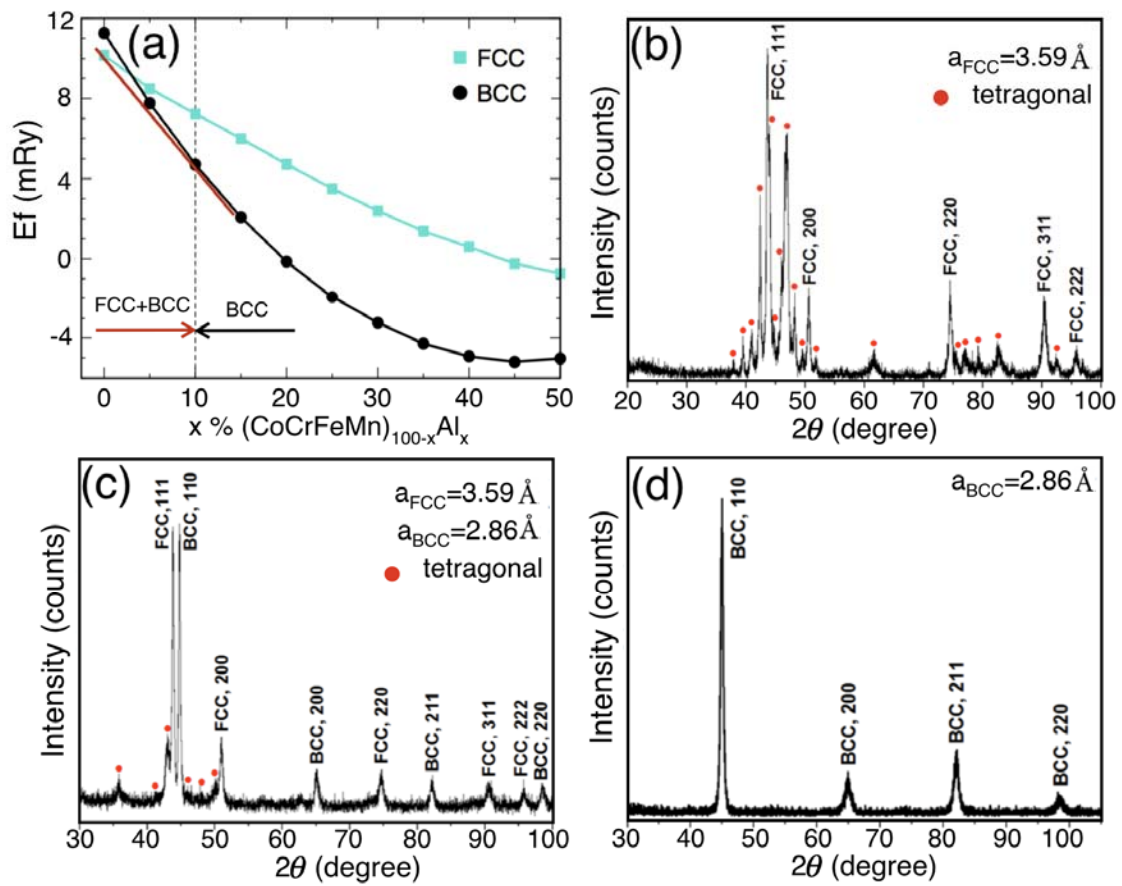 (a)
FCC
BCC
12
8
4
0
-4
Ef (mRy)
FCC+BCC
BCC
0 10 20 30 40 50
x % (CoCrFeMn)100-xAlx
(b)
aFCC=3.59 Å
tetragonal
FCC, 111
FCC, 200
FCC, 220
FCC, 311
FCC, 222
Intensity (counts)
20 30 40 50 60 70 80 90 100
2θ (degree)
(c)
aFCC=3.59 Å
aBCC=2.86 Å
tetragonal
FCC,111
BCC, 110
FCC, 200
BCC, 200
FCC, 220
BCC, 211
FCC, 311
FCC, 222
BCC, 220
Intensity (counts)
30 40 50 60 70 80 90 100
2θ (degree)
(d)
aBCC=2.86 Å
BCC, 110
BCC, 200
BCC, 211
BCC, 220
Intensity (counts)
30 40 50 60 70 80 90 100
2θ (degree)